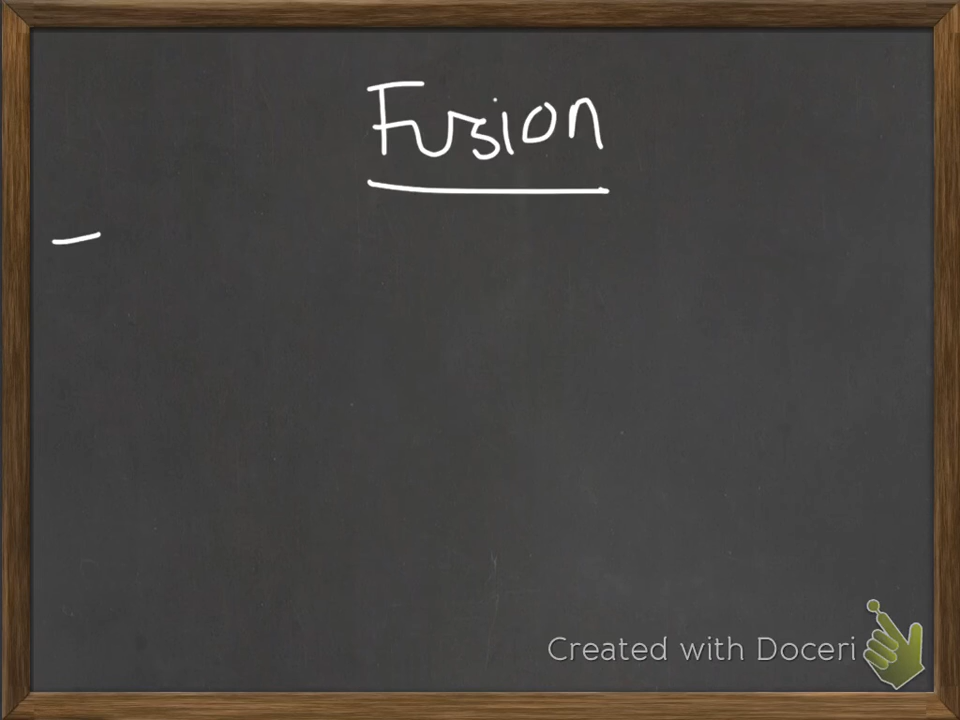 Fusion
–
Created with Doceri